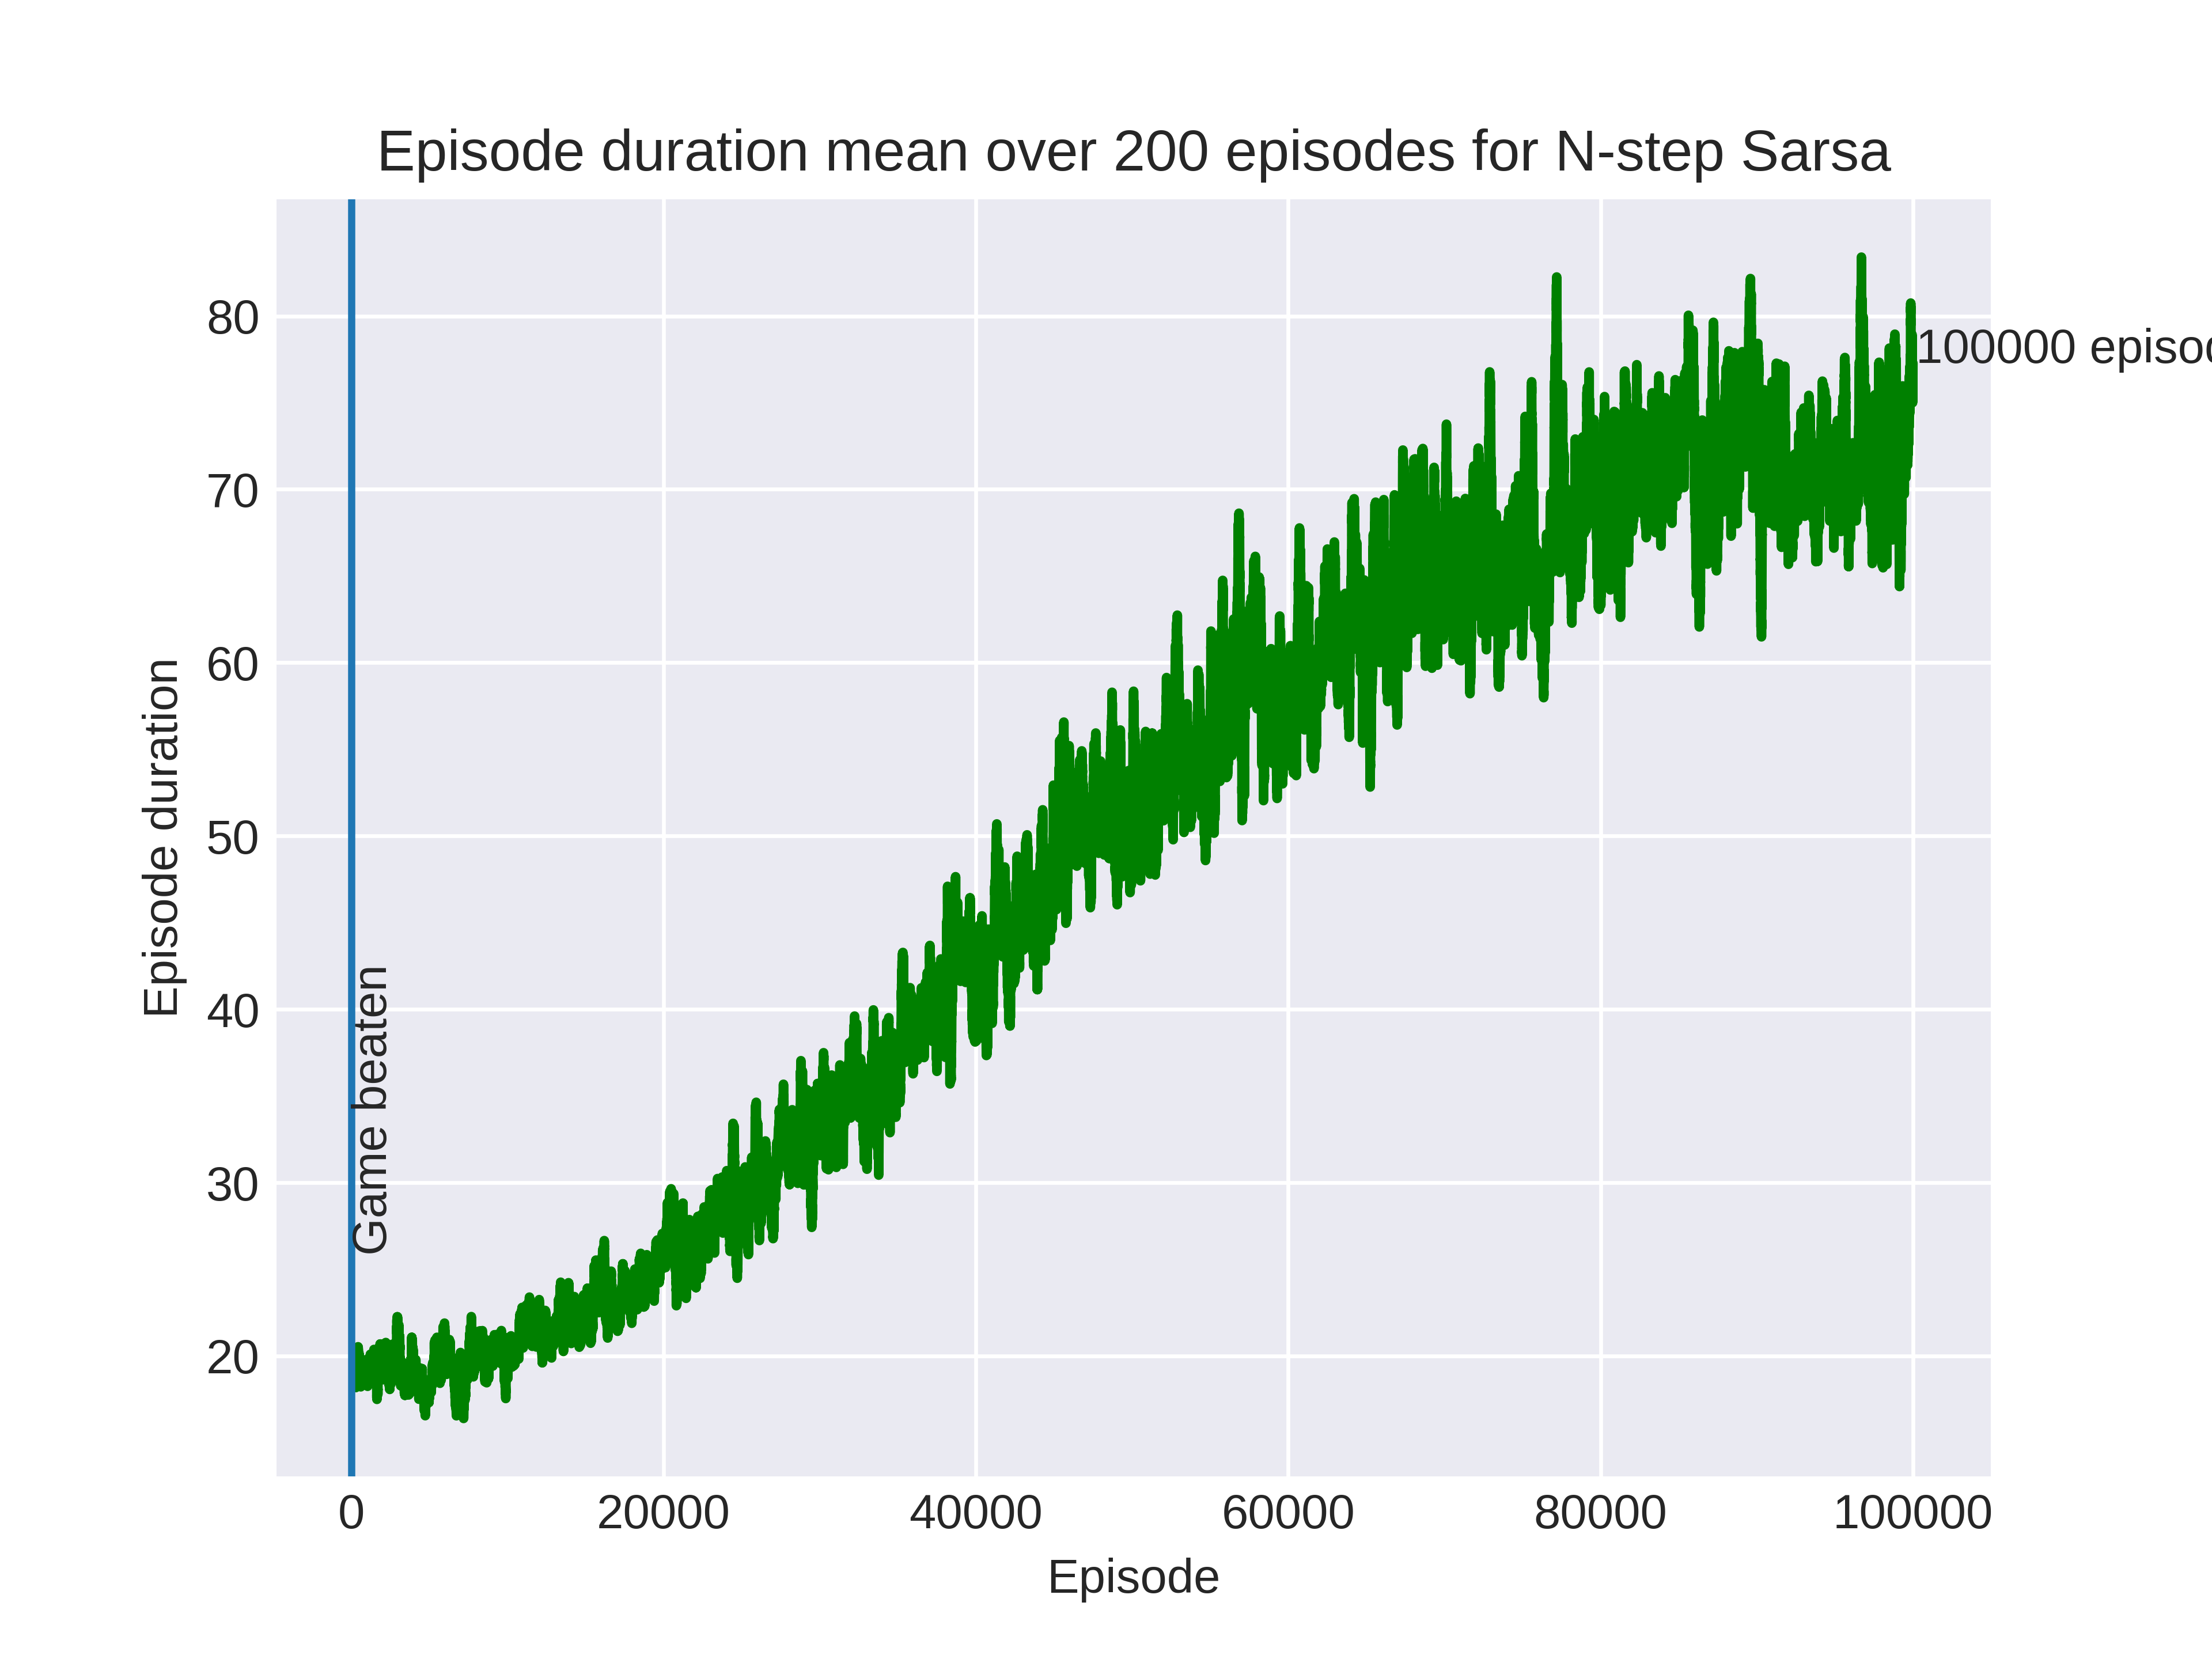 Episode duration mean over 200 episodes for N-step Sarsa
Episode duration
80
70
60
50
40
30
20
Game beaten
100000 episo
0
20000
40000
60000
80000
100000
Episode